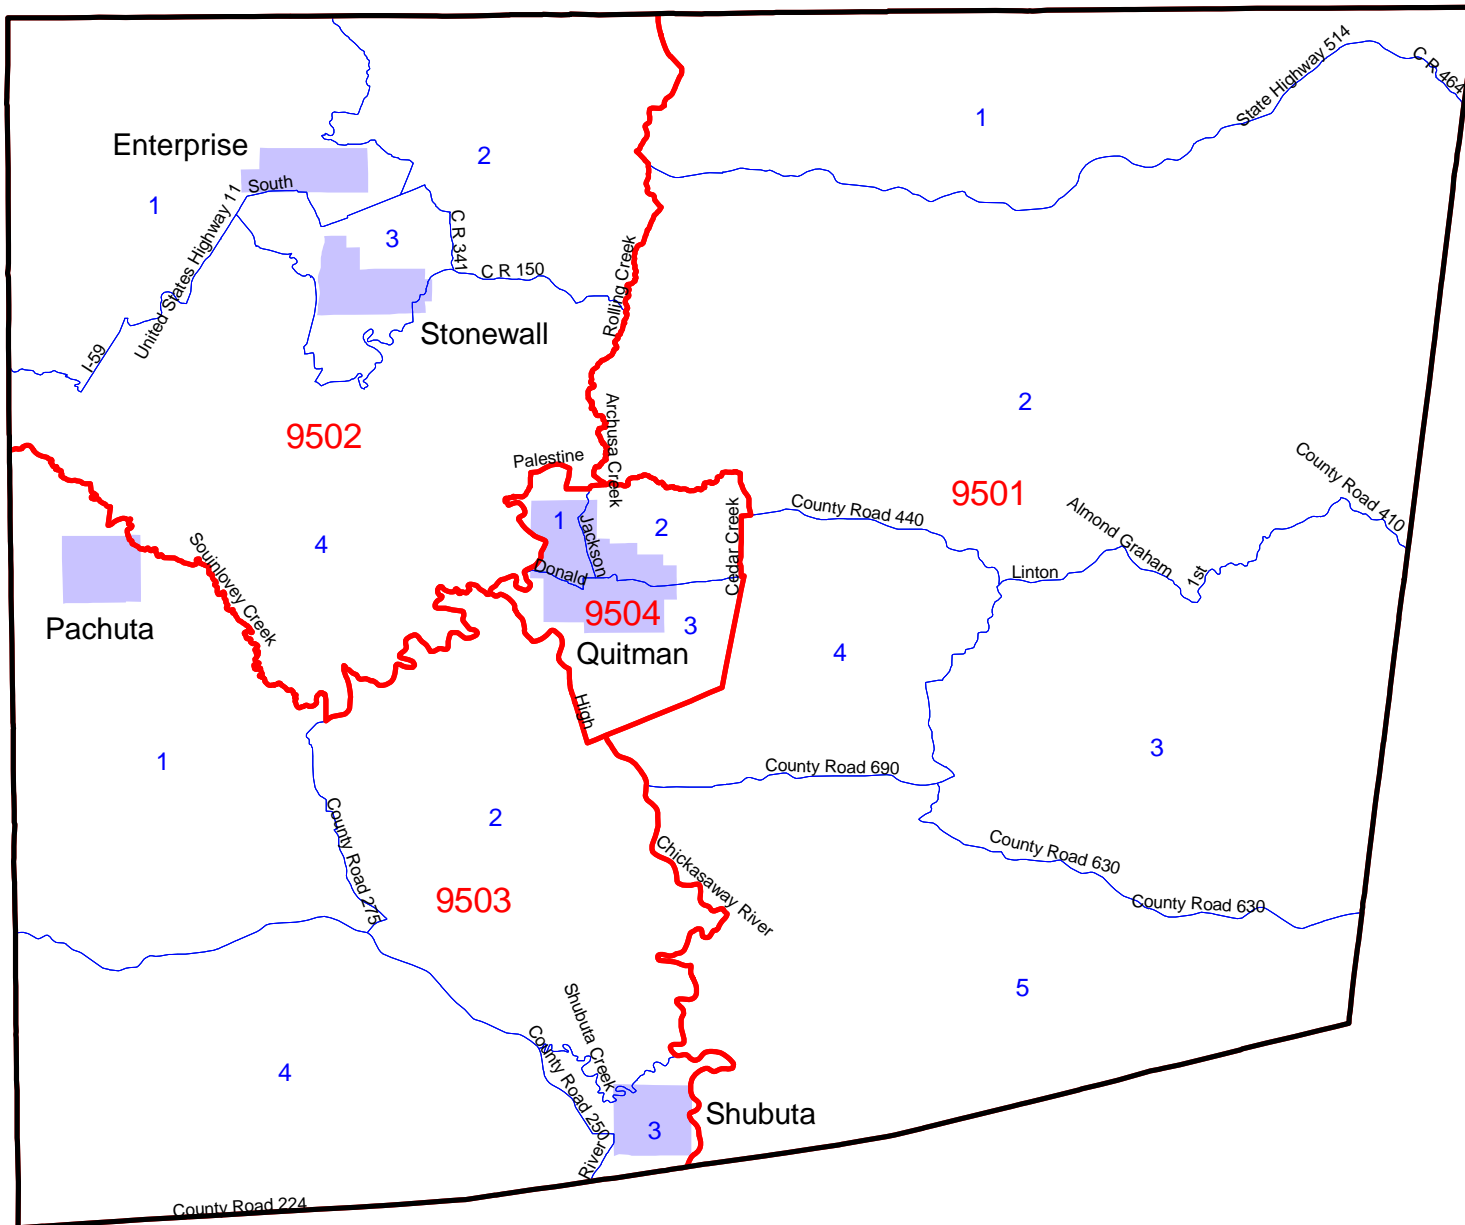 State Highway 514
C R 464
1
Enterprise
2
South
1
United States Highway 11
3
C R 341
C R 150
Rolling Creek
Stonewall
I-59
2
Archusa Creek
9502
Palestine
9501
County Road 410
County Road 440
Almond Graham
1
Jackson
2
Cedar Creek
4
Souinlovey Creek
Donald
Linton
1st
9504
Pachuta
3
Quitman
4
High
3
1
County Road 690
2
County Road 275
Chickasaway River
County Road 630
9503
County Road 630
5
Shubuta Creek
4
County Road 250
Shubuta
3
River
County Road 224